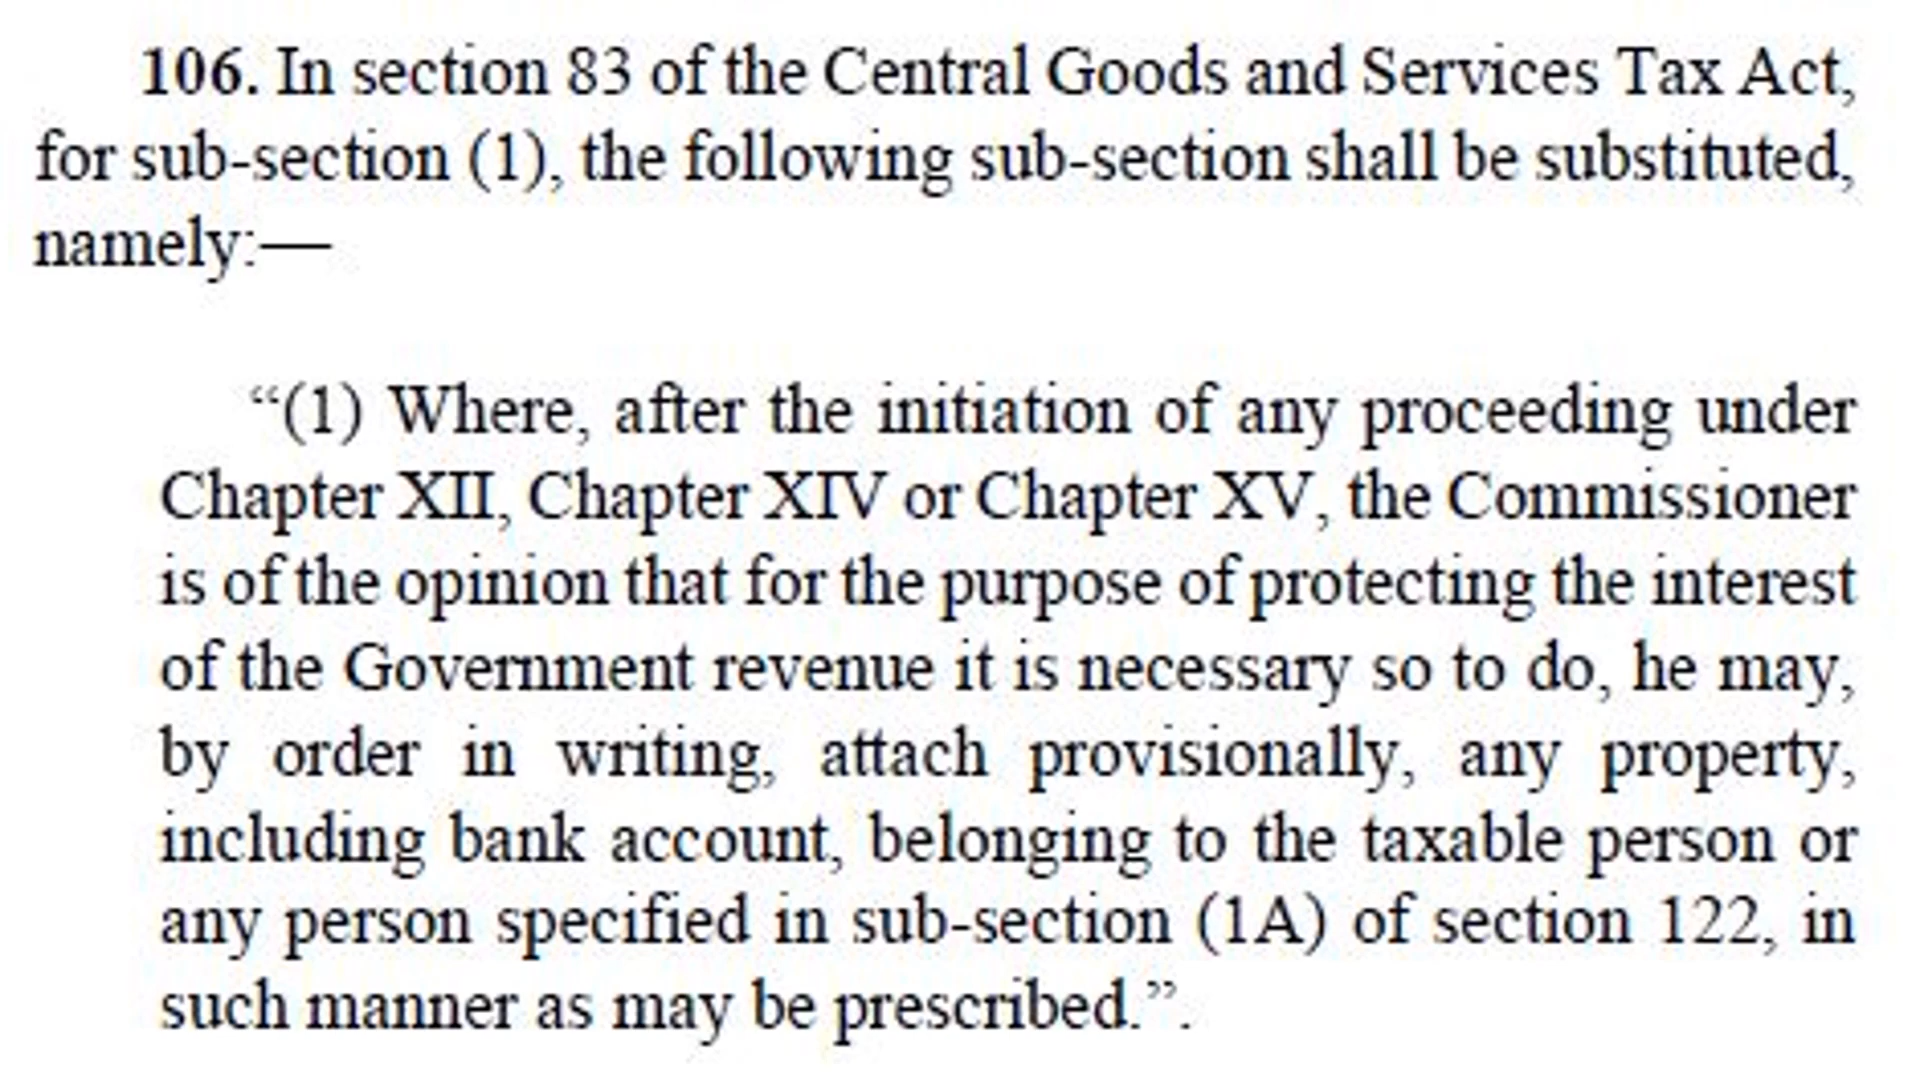 106. In section 83 of the Central Goods and Services Tax Act,
for sub-section (1), the following sub-section shall be substituted,
namely:—
“(1) Where, after the initiation of any proceeding under
Chapter XII, Chapter XIV or Chapter XV, the Commissioner
is of the opinion that for the purpose of protecting the interest
of the Government revenue it is necessary so to do, he may,
by order in writing, attach provisionally, any property,
including bank account, belonging to the taxable person or
any person specified in sub-section (1A) of section 122, in
such manner as may be prescribed.”.